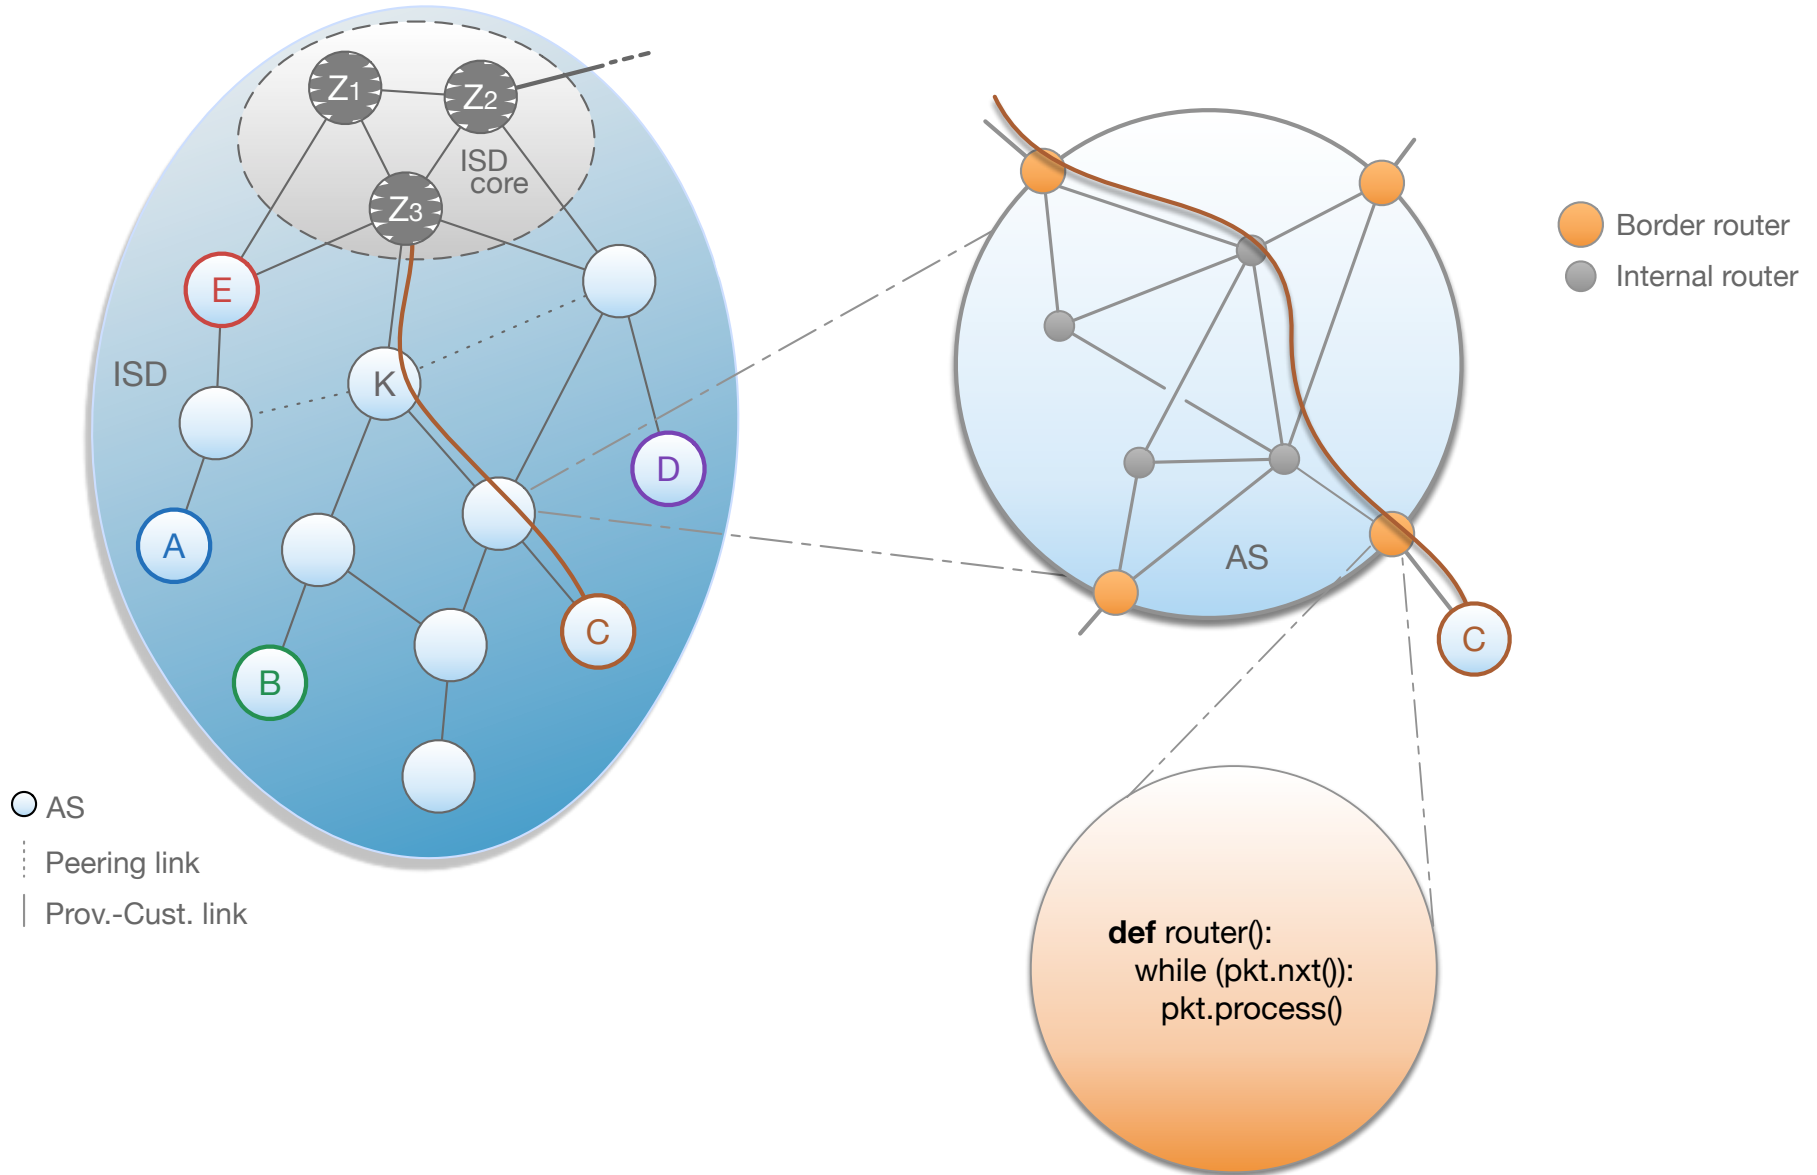 Z1
Z2
ISD
core
Z3
E
ISD
K
D
A
C
B
AS
Peering link
Prov.-Cust. link
AS
C
Border router
Internal router
def router():
while (pkt.nxt()):
pkt.process()